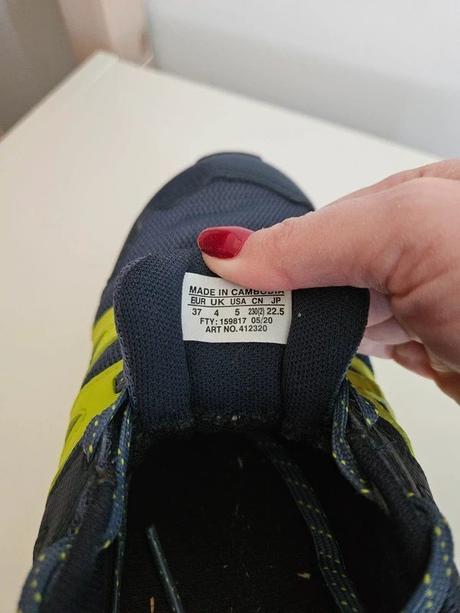 MADE IN CAMBODIA
EUR UK USA CN JP
37 4 5 230(2) 22.5
FTY: 159817 05/20
ART NO. 412320